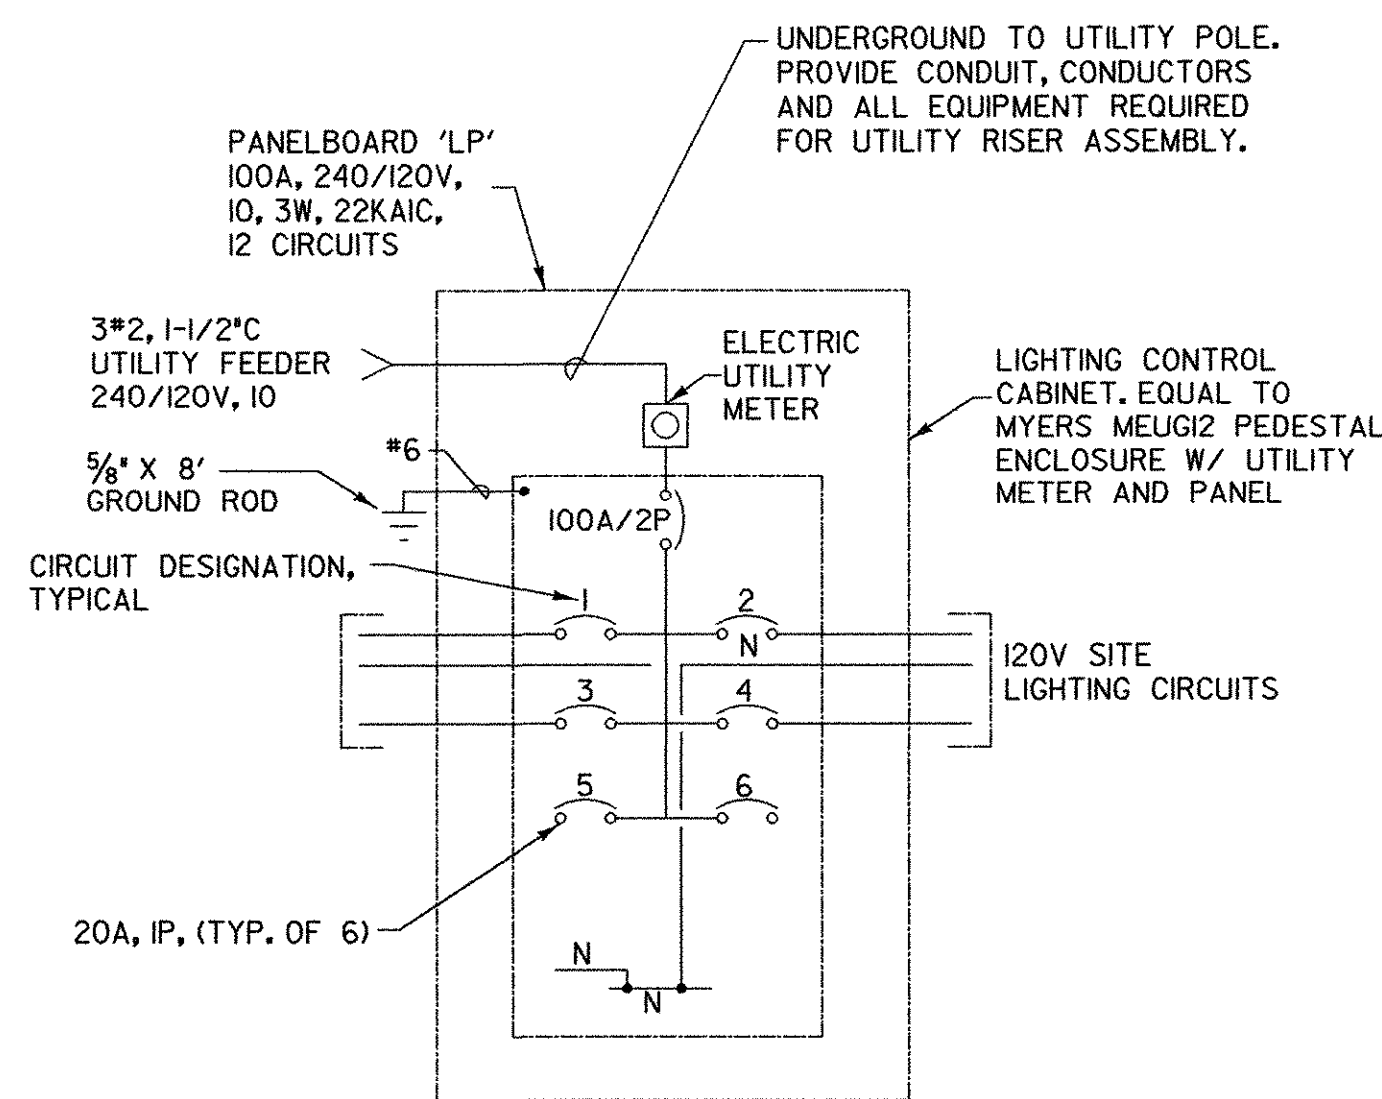 UNDERGROUND TO UTILITY POLE.
PROVIDE CONDUIT, CONDUCTORS
AND ALL EQUIPMENT REQUIRED
FOR UTILITY RISER ASSEMBLY.
PANELBOARD 'LP'
100A, 240/120V,
10, 3W, 22KAIC,
12 CIRCUITS
3#2, 1-1/2"C
UTILITY FEEDER
240/120V, 10
ELECTRIC
UTILITY
METER
LIGHTING CONTROL
CABINET. EQUAL TO
MYERS MEUG12 PEDESTAL
ENCLOSURE W/ UTILITY
METER AND PANEL
#6
5/8" X 8'
GROUND ROD
100A/2P
CIRCUIT DESIGNATION,
TYPICAL
1
2
N
120V SITE
LIGHTING CIRCUITS
3
4
5
6
20A, 1P, (TYP. OF 6)
N
N